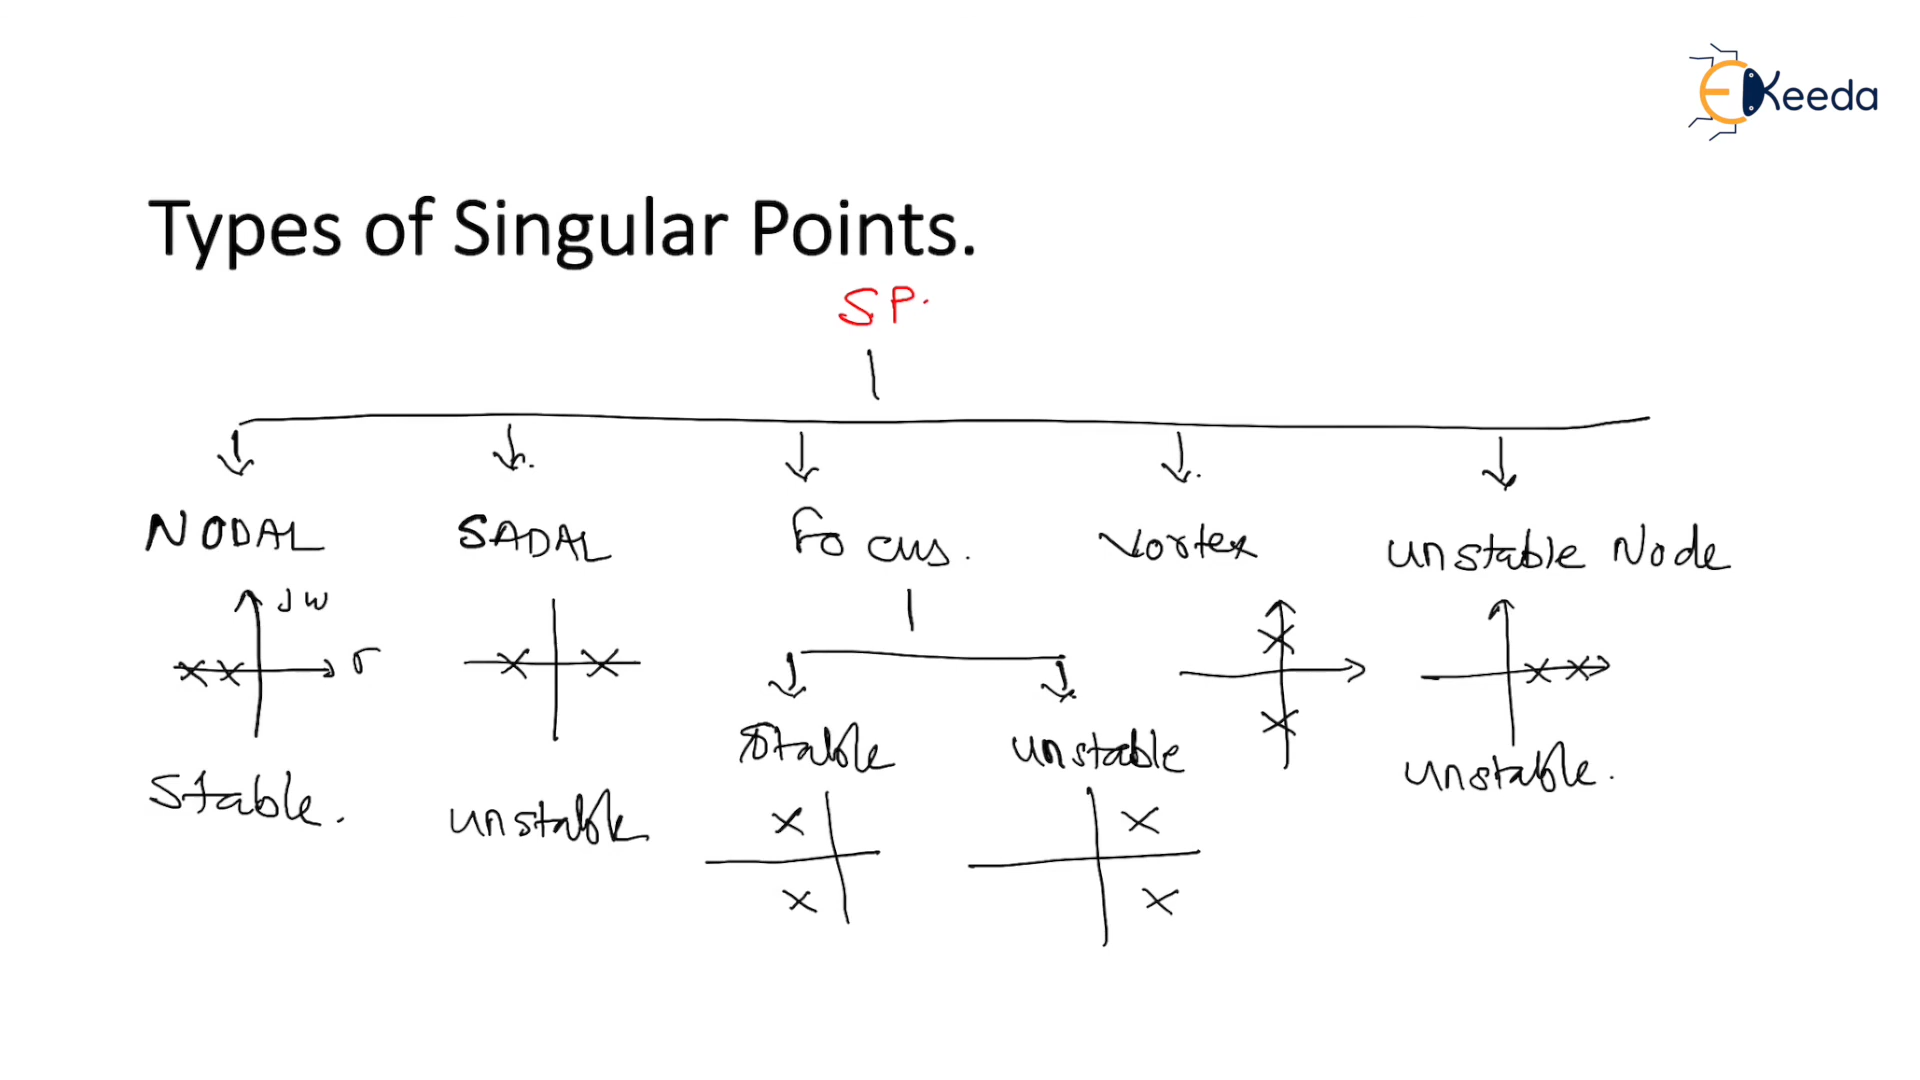 EKeeda
Types of Singular Points.
SP.
NODAL SADAL Focus. Vortex unstable Node
jw
σ
Stable unstable
unstable.
Stable. unstable